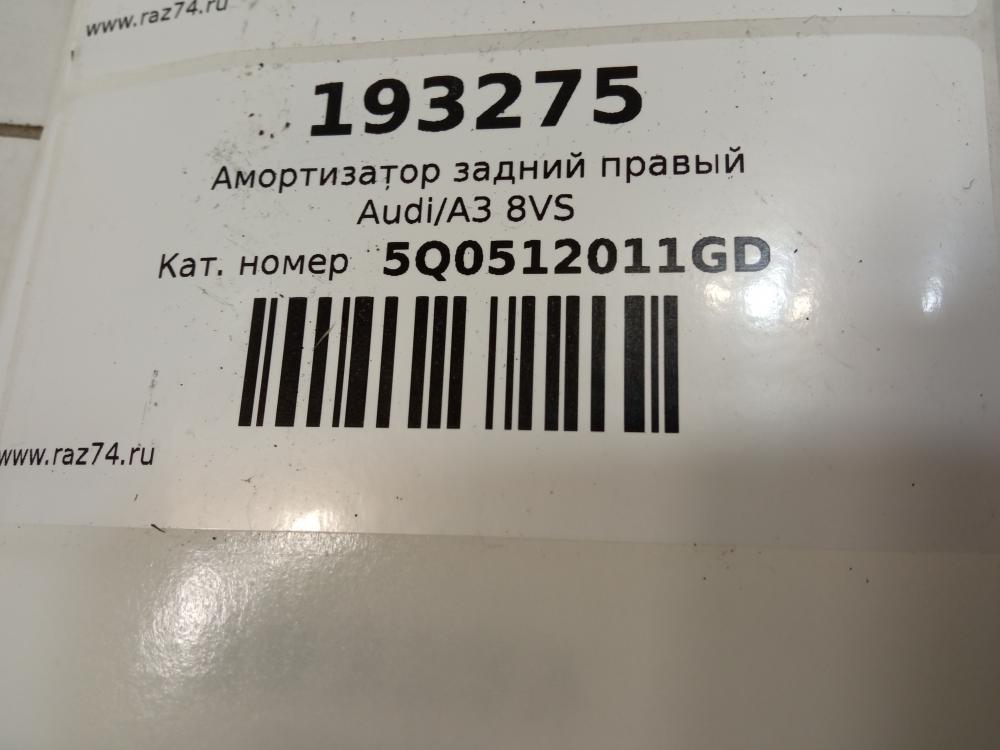 www.raz74.ru
193275
Амортизатор задний правый
Audi/A3 8VS
Кат. номер 5Q0512011GD
www.raz74.ru